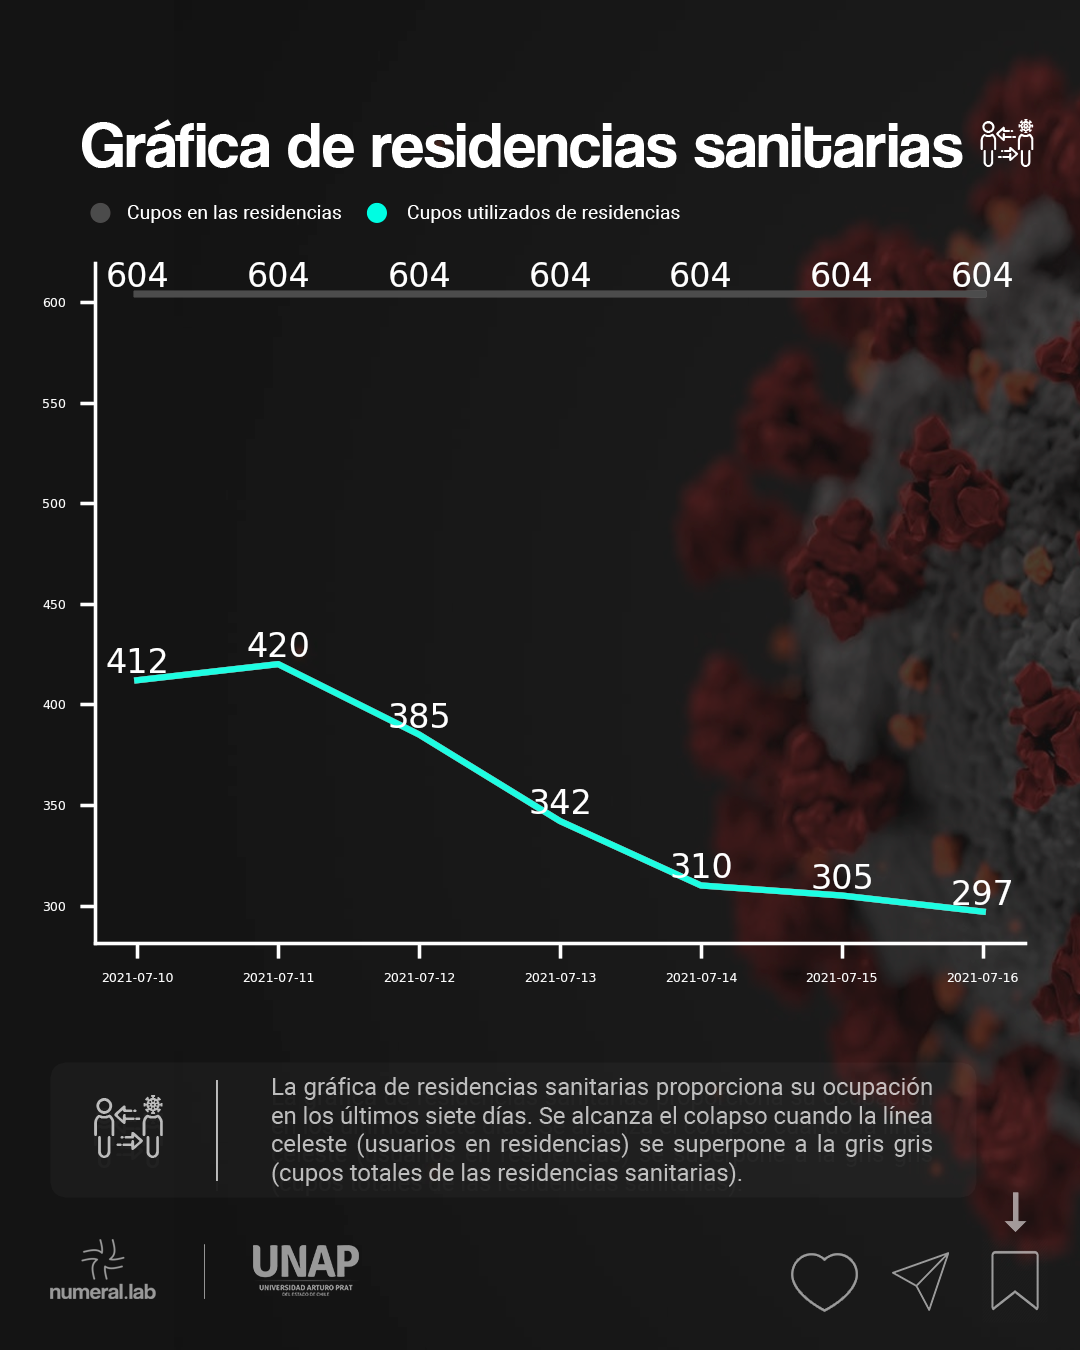 Gráfica de residencias sanitarias
Cupos en las residencias Cupos utilizados de residencias
604 604 604 604 604 604 604
600
550
500
450
400
350
300
412 420 385 342 310 305 297
2021-07-10 2021-07-11 2021-07-12 2021-07-13 2021-07-14 2021-07-15 2021-07-16
La gráfica de residencias sanitarias proporciona su ocupación
en los últimos siete días. Se alcanza el colapso cuando la línea
celeste (usuarios en residencias) se superpone a la gris gris
(cupos totales de las residencias sanitarias).
numeral.lab
UNAP
UNIVERSIDAD ARTURO PRAT
DEL ESTADO DE CHILE